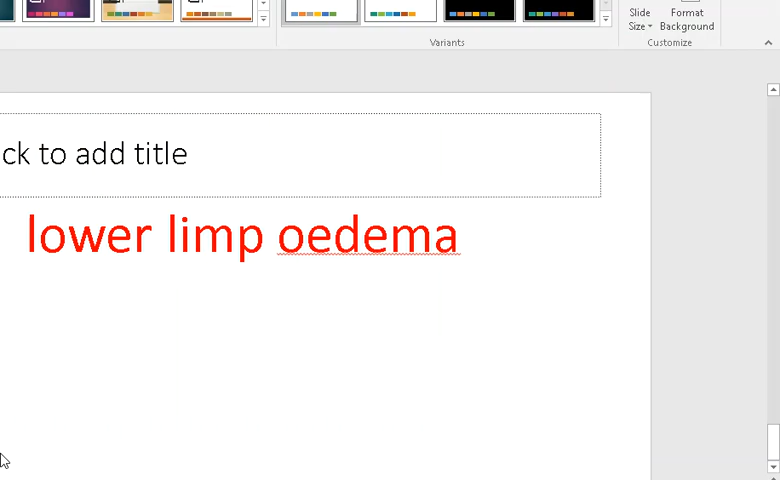 Variants
Slide
Size
Format
Background
Customize
ck to add title
lower limp oedema